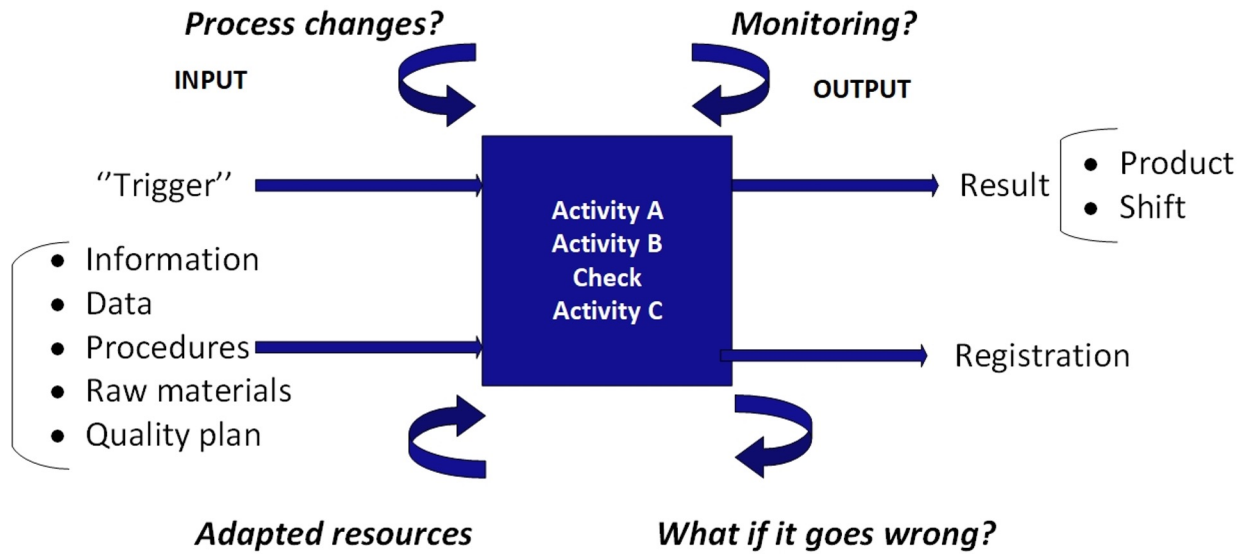 Process changes?
Monitoring?
INPUT
OUTPUT
‘‘Trigger’’
• Information
• Data
• Procedures
• Raw materials
• Quality plan
Activity A
Activity B
Check
Activity C
Result
• Product
• Shift
Registration
Adapted resources
What if it goes wrong?